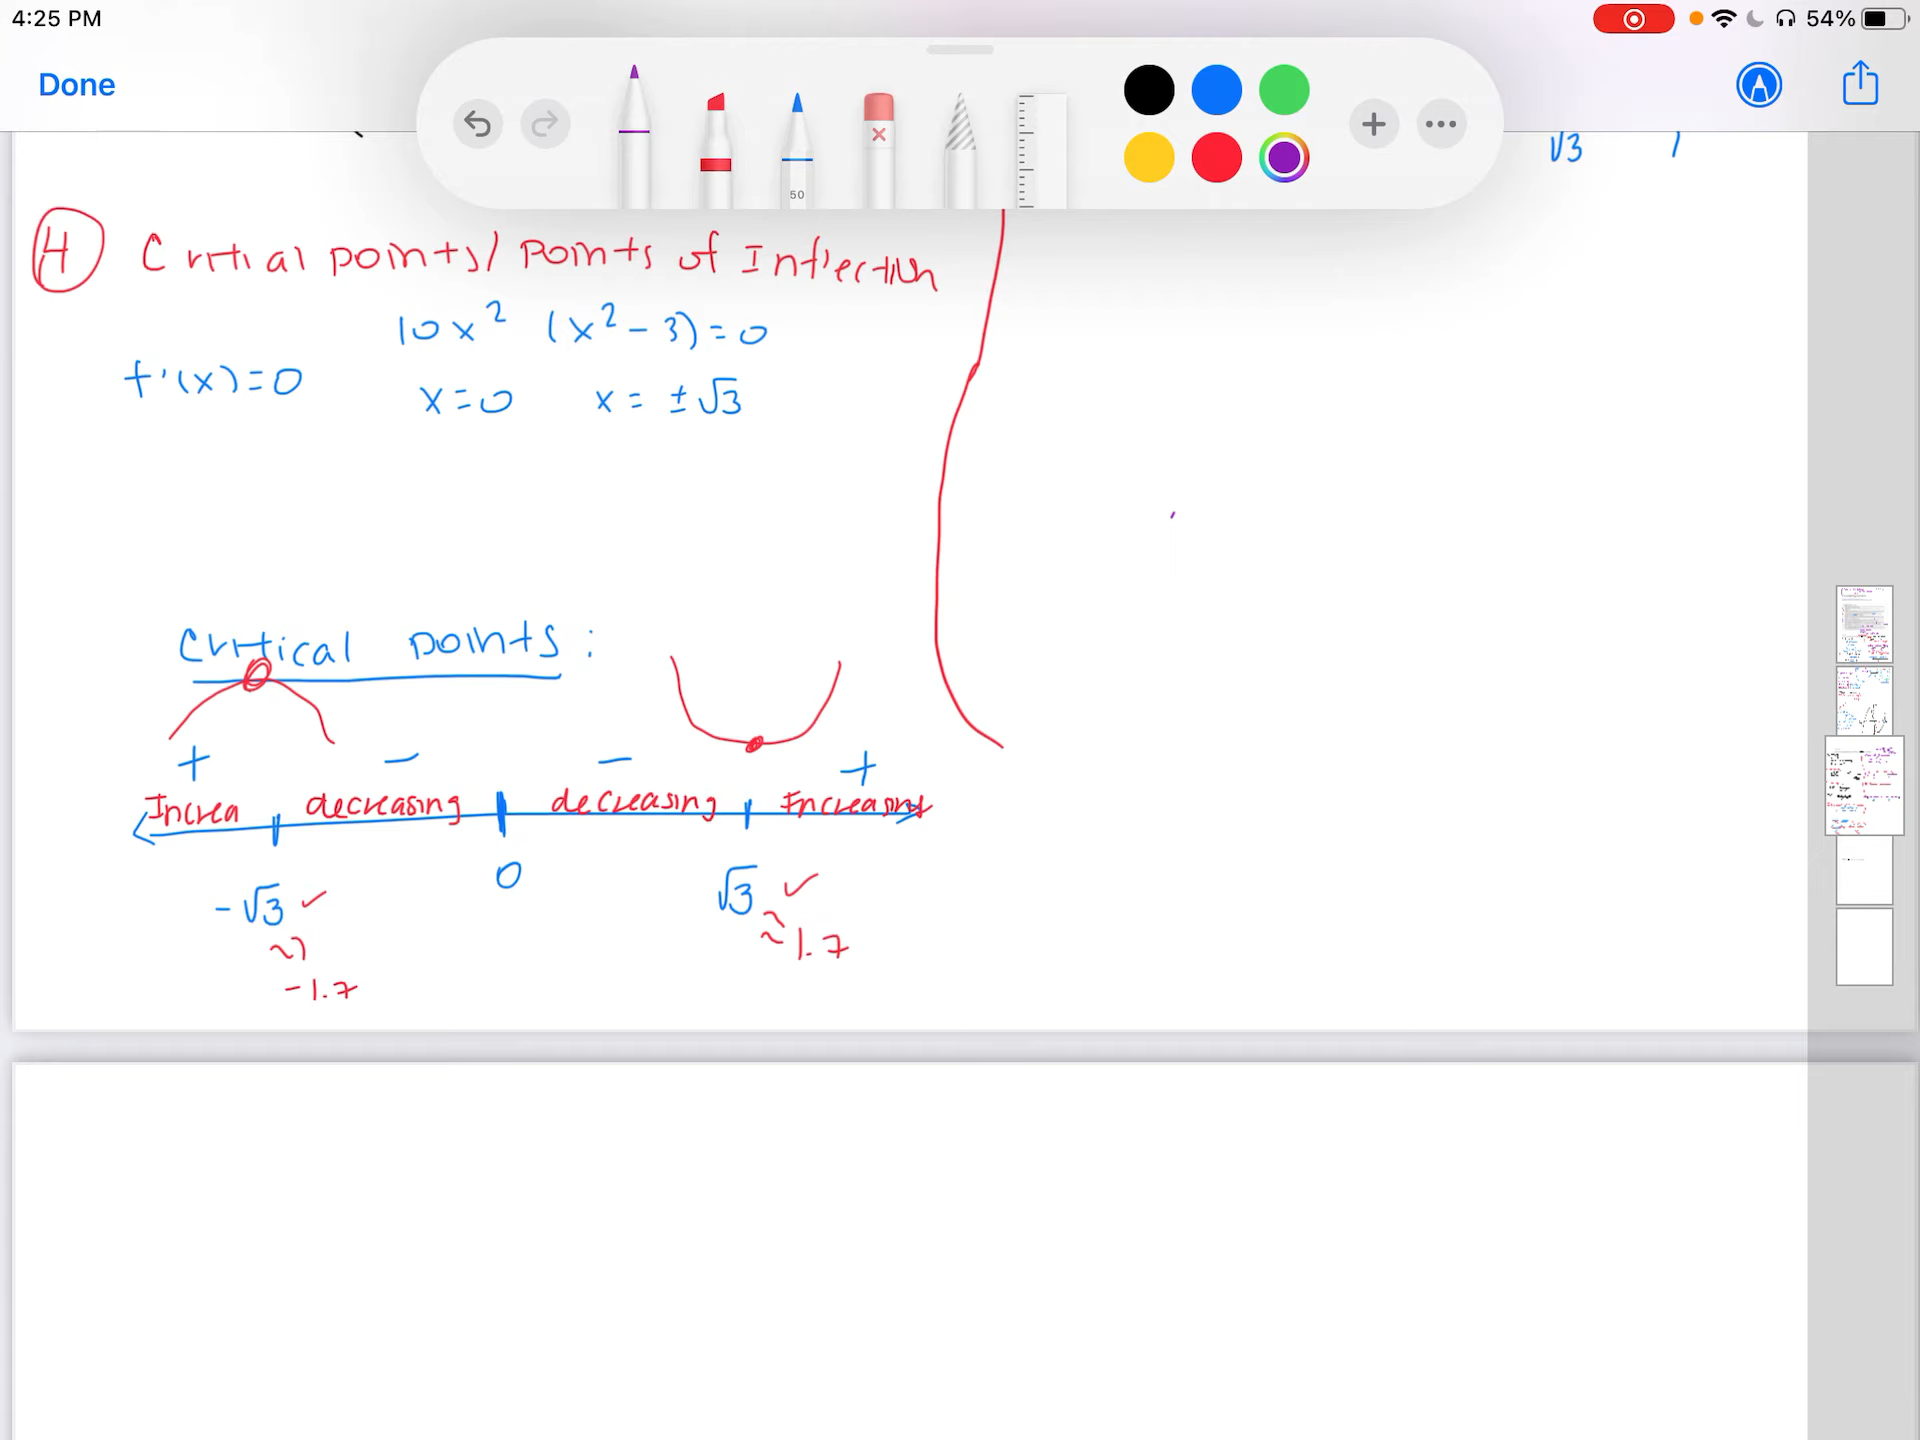 4:25 PM
54%
Done
50
√3
4 Critial points/ Points of Inflection
10x² (x²-3)=0
f'(x)=0
x=0 x= ±√3
Critical points:
+ - - +
Increa decreasing decreasing Increasing
-√3 ✓ 0 √3 ✓
≈ 1.7
≈
-1.7